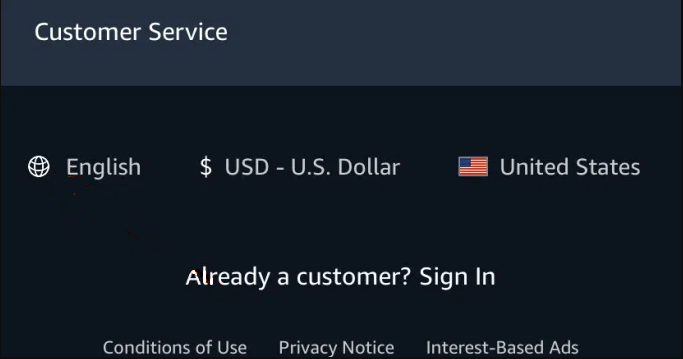 Customer Service
English $ USD - U.S. Dollar United States
Already a customer? Sign In
Conditions of Use Privacy Notice Interest-Based Ads